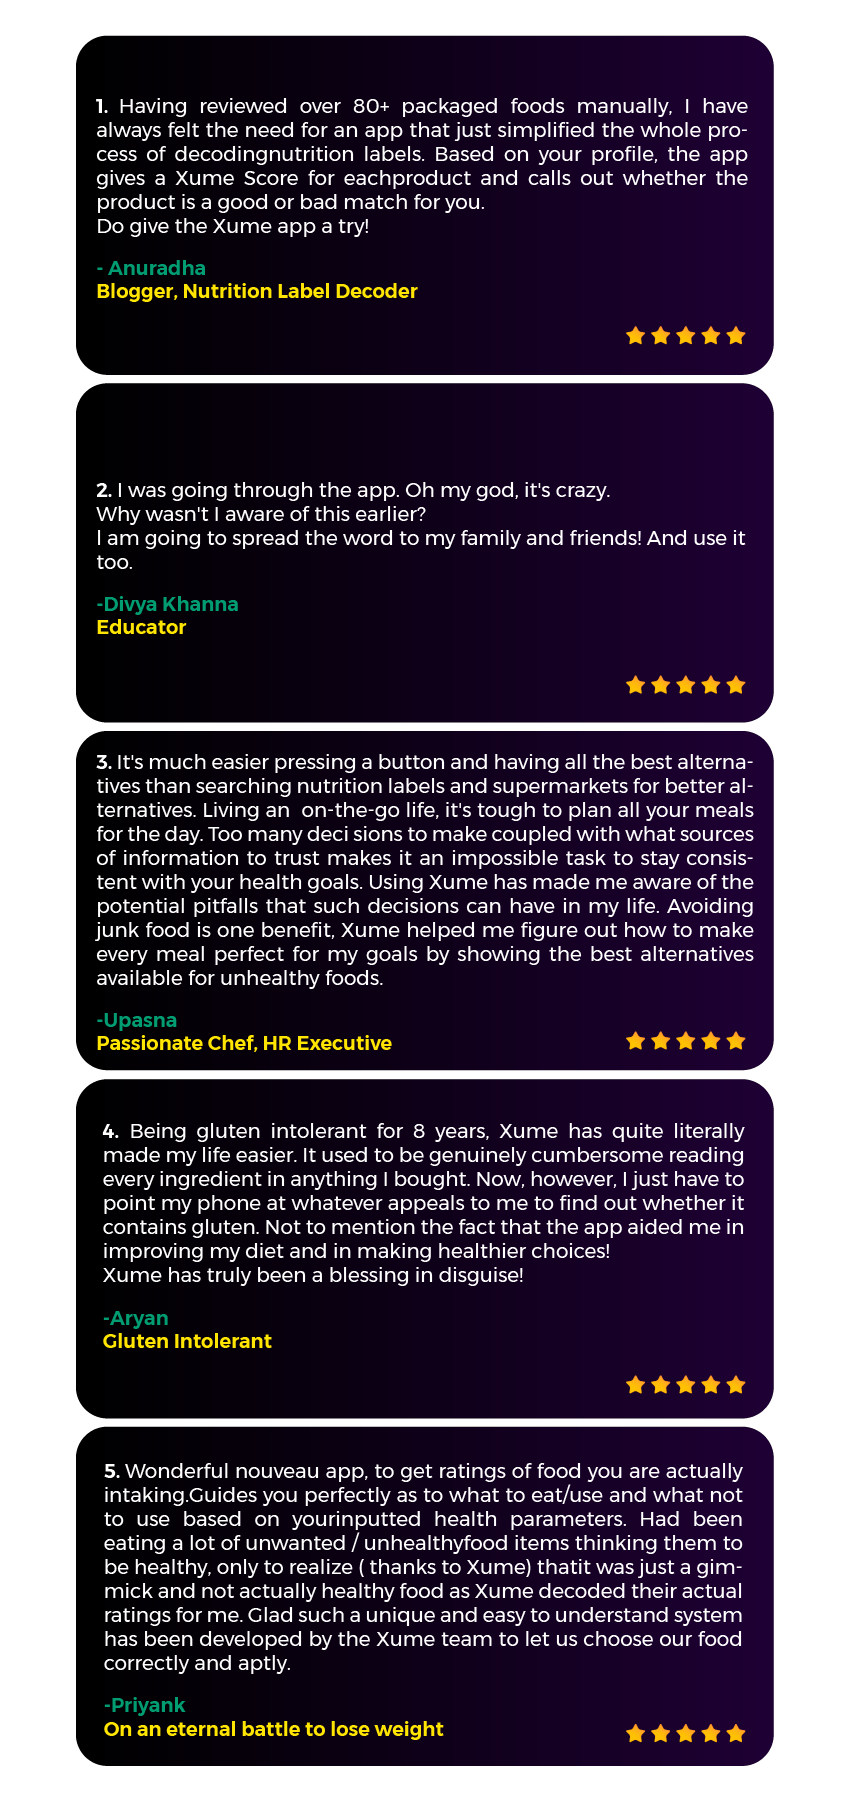 1. Having reviewed over 80+ packaged foods manually, I have
always felt the need for an app that just simplified the whole pro-
cess of decodingnutrition labels. Based on your profile, the app
gives a Xume Score for eachproduct and calls out whether the
product is a good or bad match for you.
Do give the Xume app a try!
- Anuradha
Blogger, Nutrition Label Decoder
2. I was going through the app. Oh my god, it's crazy.
Why wasn't I aware of this earlier?
I am going to spread the word to my family and friends! And use it
too.
-Divya Khanna
Educator
3. It's much easier pressing a button and having all the best alterna-
tives than searching nutrition labels and supermarkets for better al-
ternatives. Living an  on-the-go life, it's tough to plan all your meals
for the day. Too many deci sions to make coupled with what sources
of information to trust makes it an impossible task to stay consis-
tent with your health goals. Using Xume has made me aware of the
potential pitfalls that such decisions can have in my life. Avoiding
junk food is one benefit, Xume helped me figure out how to make
every meal perfect for my goals by showing the best alternatives
available for unhealthy foods.
-Upasna
Passionate Chef, HR Executive
4. Being gluten intolerant for 8 years, Xume has quite literally
made my life easier. It used to be genuinely cumbersome reading
every ingredient in anything I bought. Now, however, I just have to
point my phone at whatever appeals to me to find out whether it
contains gluten. Not to mention the fact that the app aided me in
improving my diet and in making healthier choices!
Xume has truly been a blessing in disguise!
-Aryan
Gluten Intolerant
5. Wonderful nouveau app, to get ratings of food you are actually
intaking.Guides you perfectly as to what to eat/use and what not
to use based on yourinputted health parameters. Had been
eating a lot of unwanted / unhealthyfood items thinking them to
be healthy, only to realize ( thanks to Xume) thatit was just a gim-
mick and not actually healthy food as Xume decoded their actual
ratings for me. Glad such a unique and easy to understand system
has been developed by the Xume team to let us choose our food
correctly and aptly.
-Priyank
On an eternal battle to lose weight